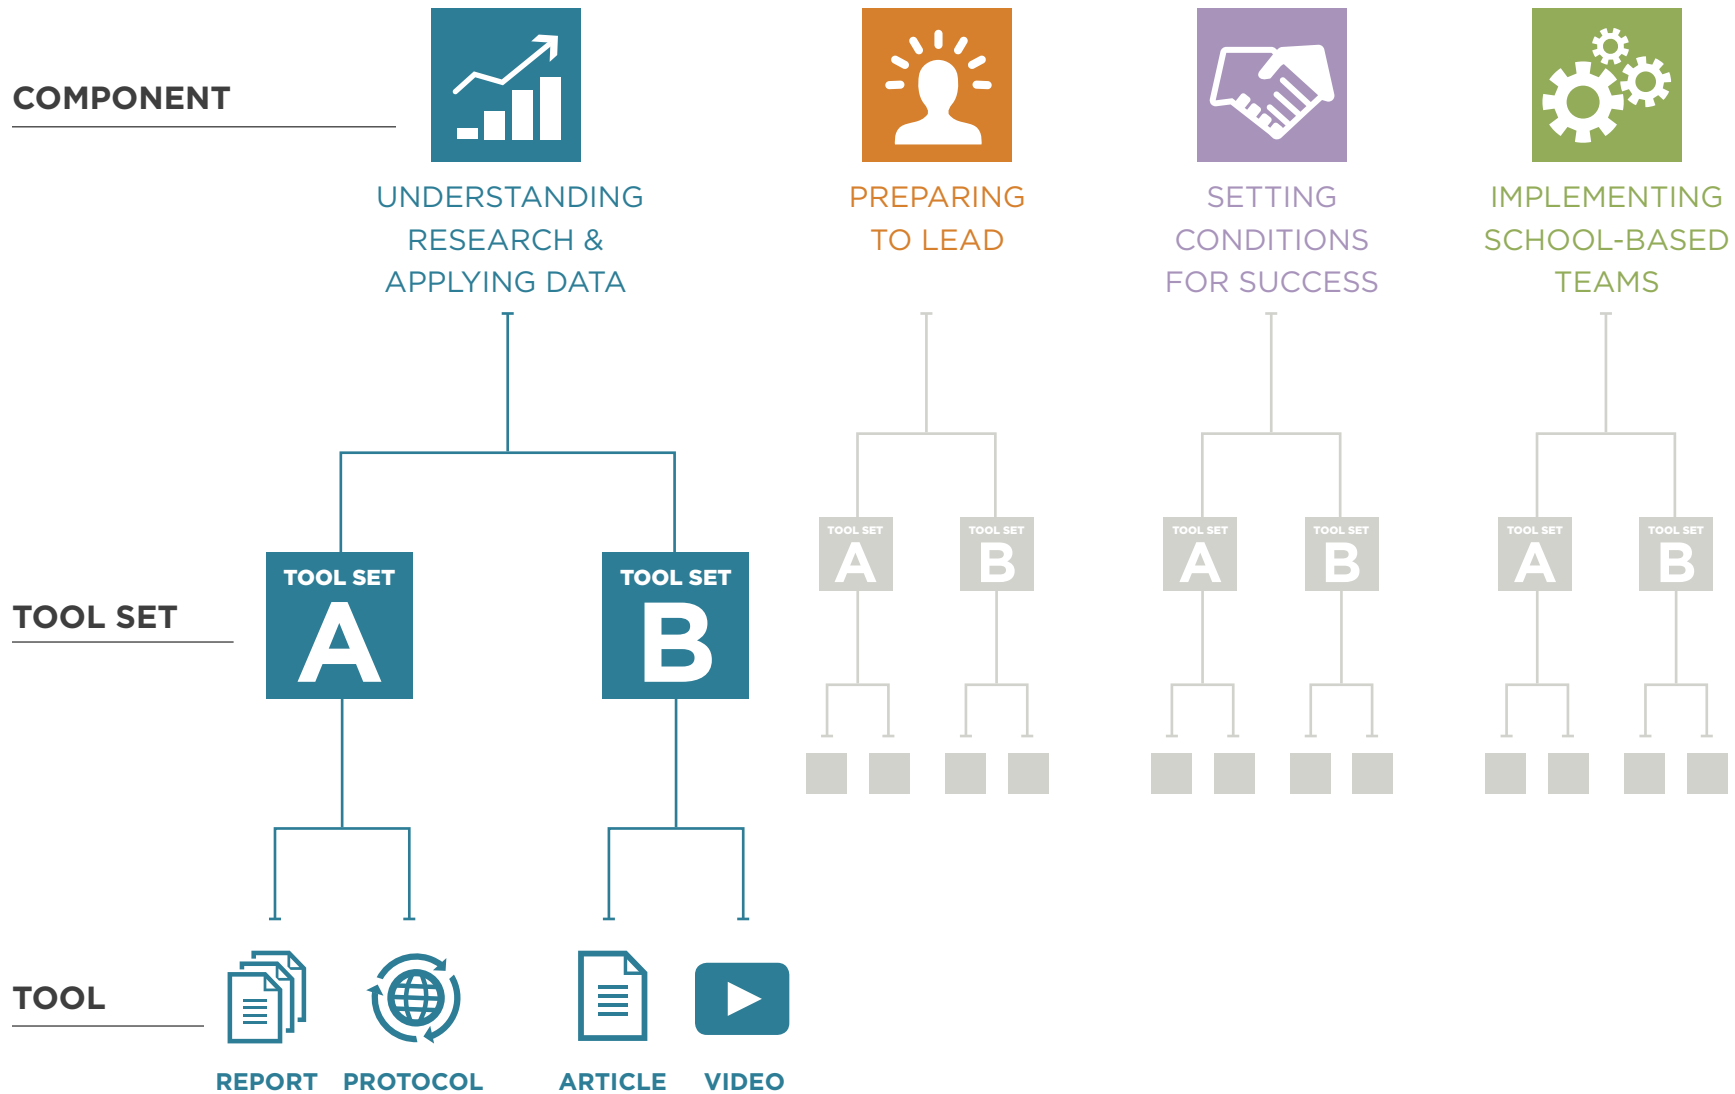 COMPONENT
UNDERSTANDING
RESEARCH &
APPLYING DATA
PREPARING
TO LEAD
SETTING
CONDITIONS
FOR SUCCESS
IMPLEMENTING
SCHOOL-BASED
TEAMS
TOOL SET
TOOL SET
A
TOOL SET
B
TOOL SET
A
TOOL SET
B
TOOL SET
A
TOOL SET
B
TOOL SET
A
TOOL SET
B
TOOL
REPORT
PROTOCOL
ARTICLE
VIDEO